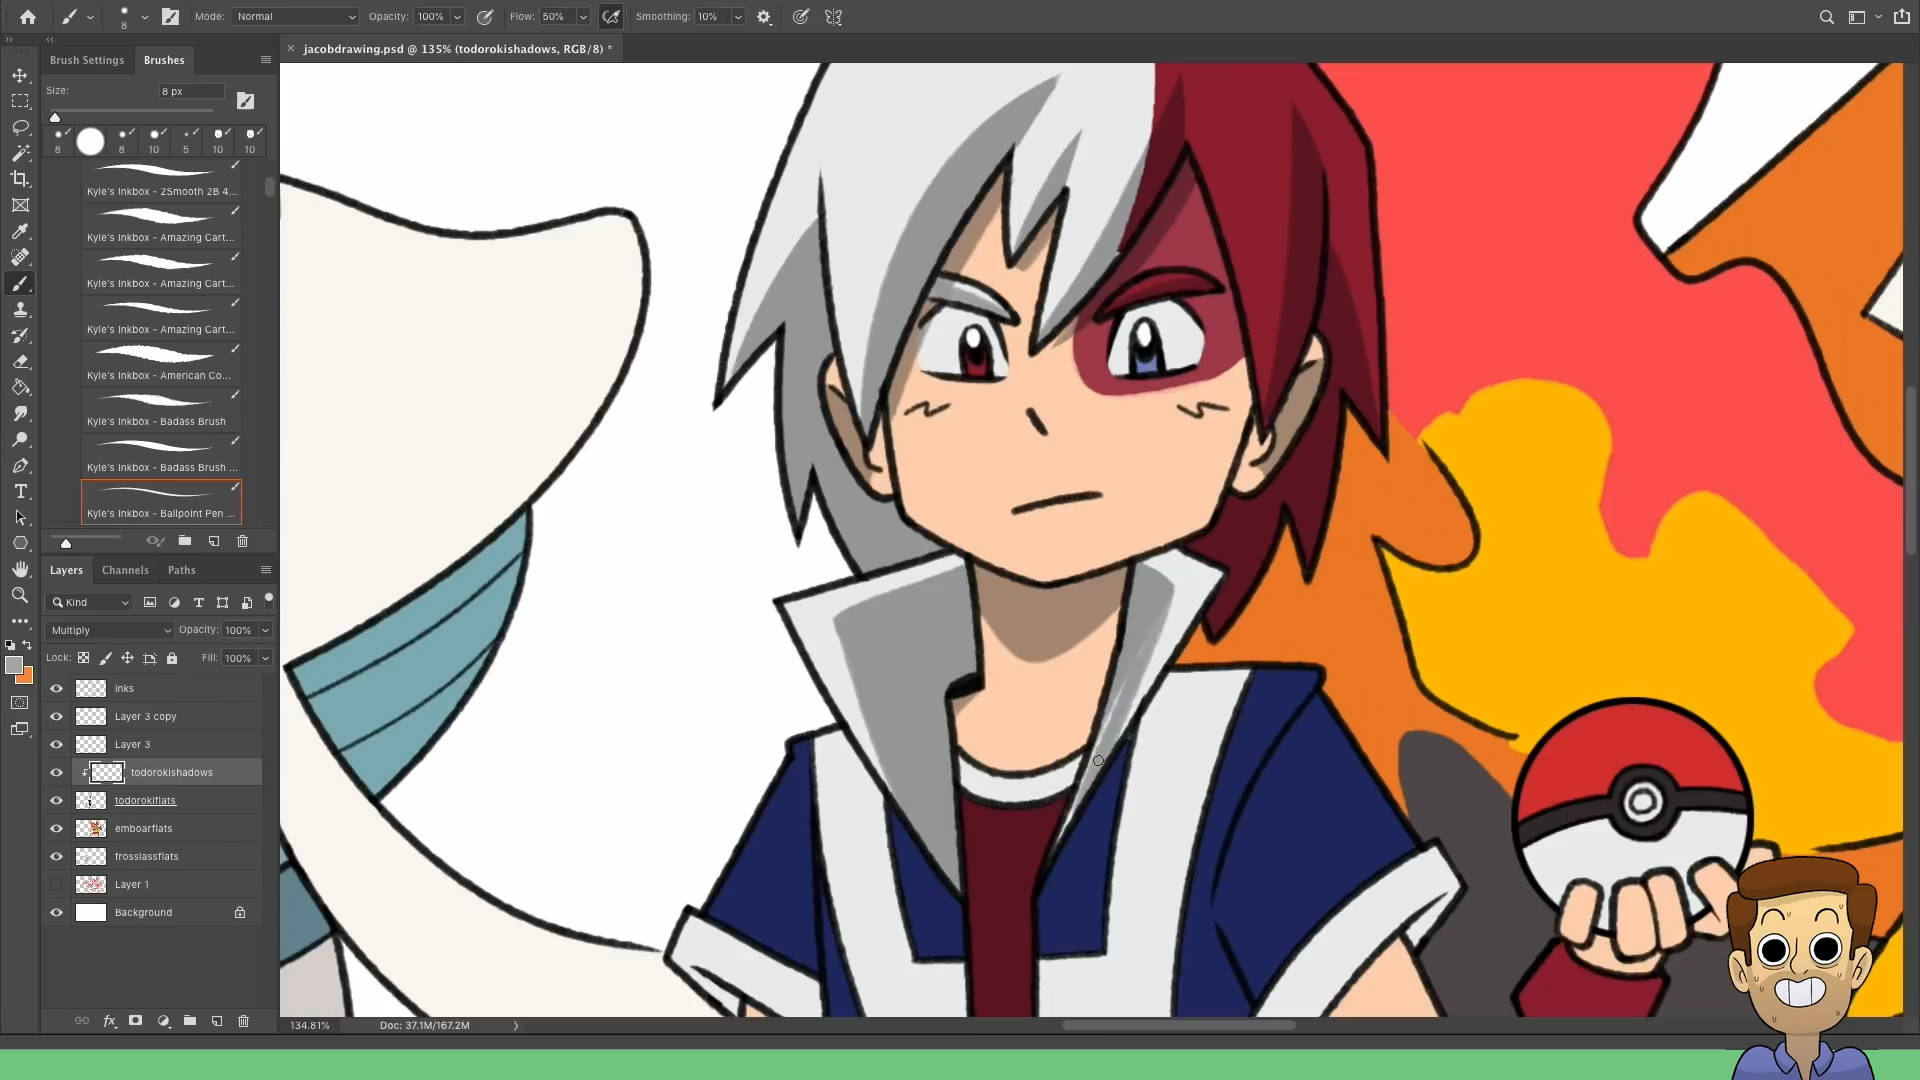 8
Mode:
Normal
Opacity:
100%
Flow:
50%
Smoothing:
10%
jacobdrawing.psd @ 135% (todorokishadows, RGB/8) *
Brush Settings
Brushes
Size:
8 px
8
8
10
5
10
10
Kyle's Inkbox - 2Smooth 2B 4...
Kyle's Inkbox - Amazing Cart...
Kyle's Inkbox - Amazing Cart...
Kyle's Inkbox - Amazing Cart...
Kyle's Inkbox - American Co...
Kyle's Inkbox - Badass Brush
Kyle's Inkbox - Badass Brush ...
Kyle's Inkbox - Ballpoint Pen ...
Layers
Channels
Paths
Kind
Multiply
Opacity:
100%
Lock:
Fill:
100%
inks
Layer 3 copy
Layer 3
todorokishadows
todorokiflats
emboarflats
frosslassflats
Layer 1
Background
134.81%
Doc: 37.1M/167.2M